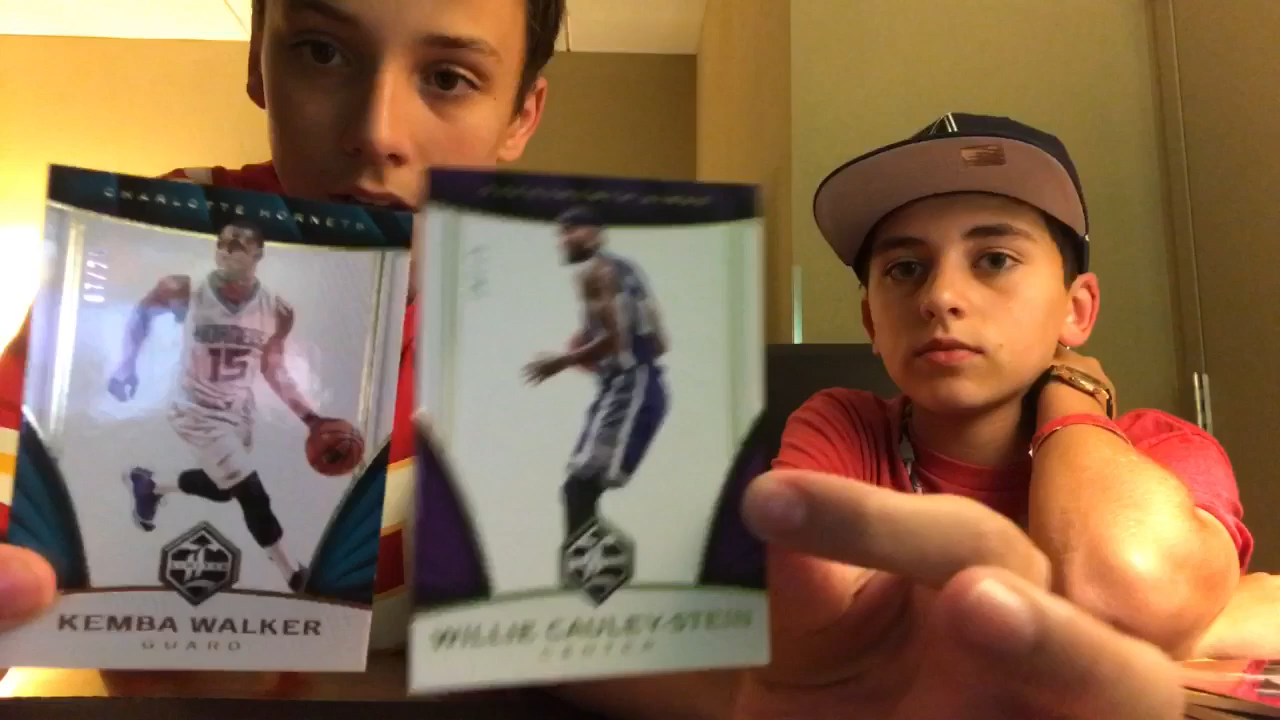 CHARLOTTE HORNETS
15
KEMBA WALKER
GUARD
WILLIE CAULEY-STEIN
CENTER